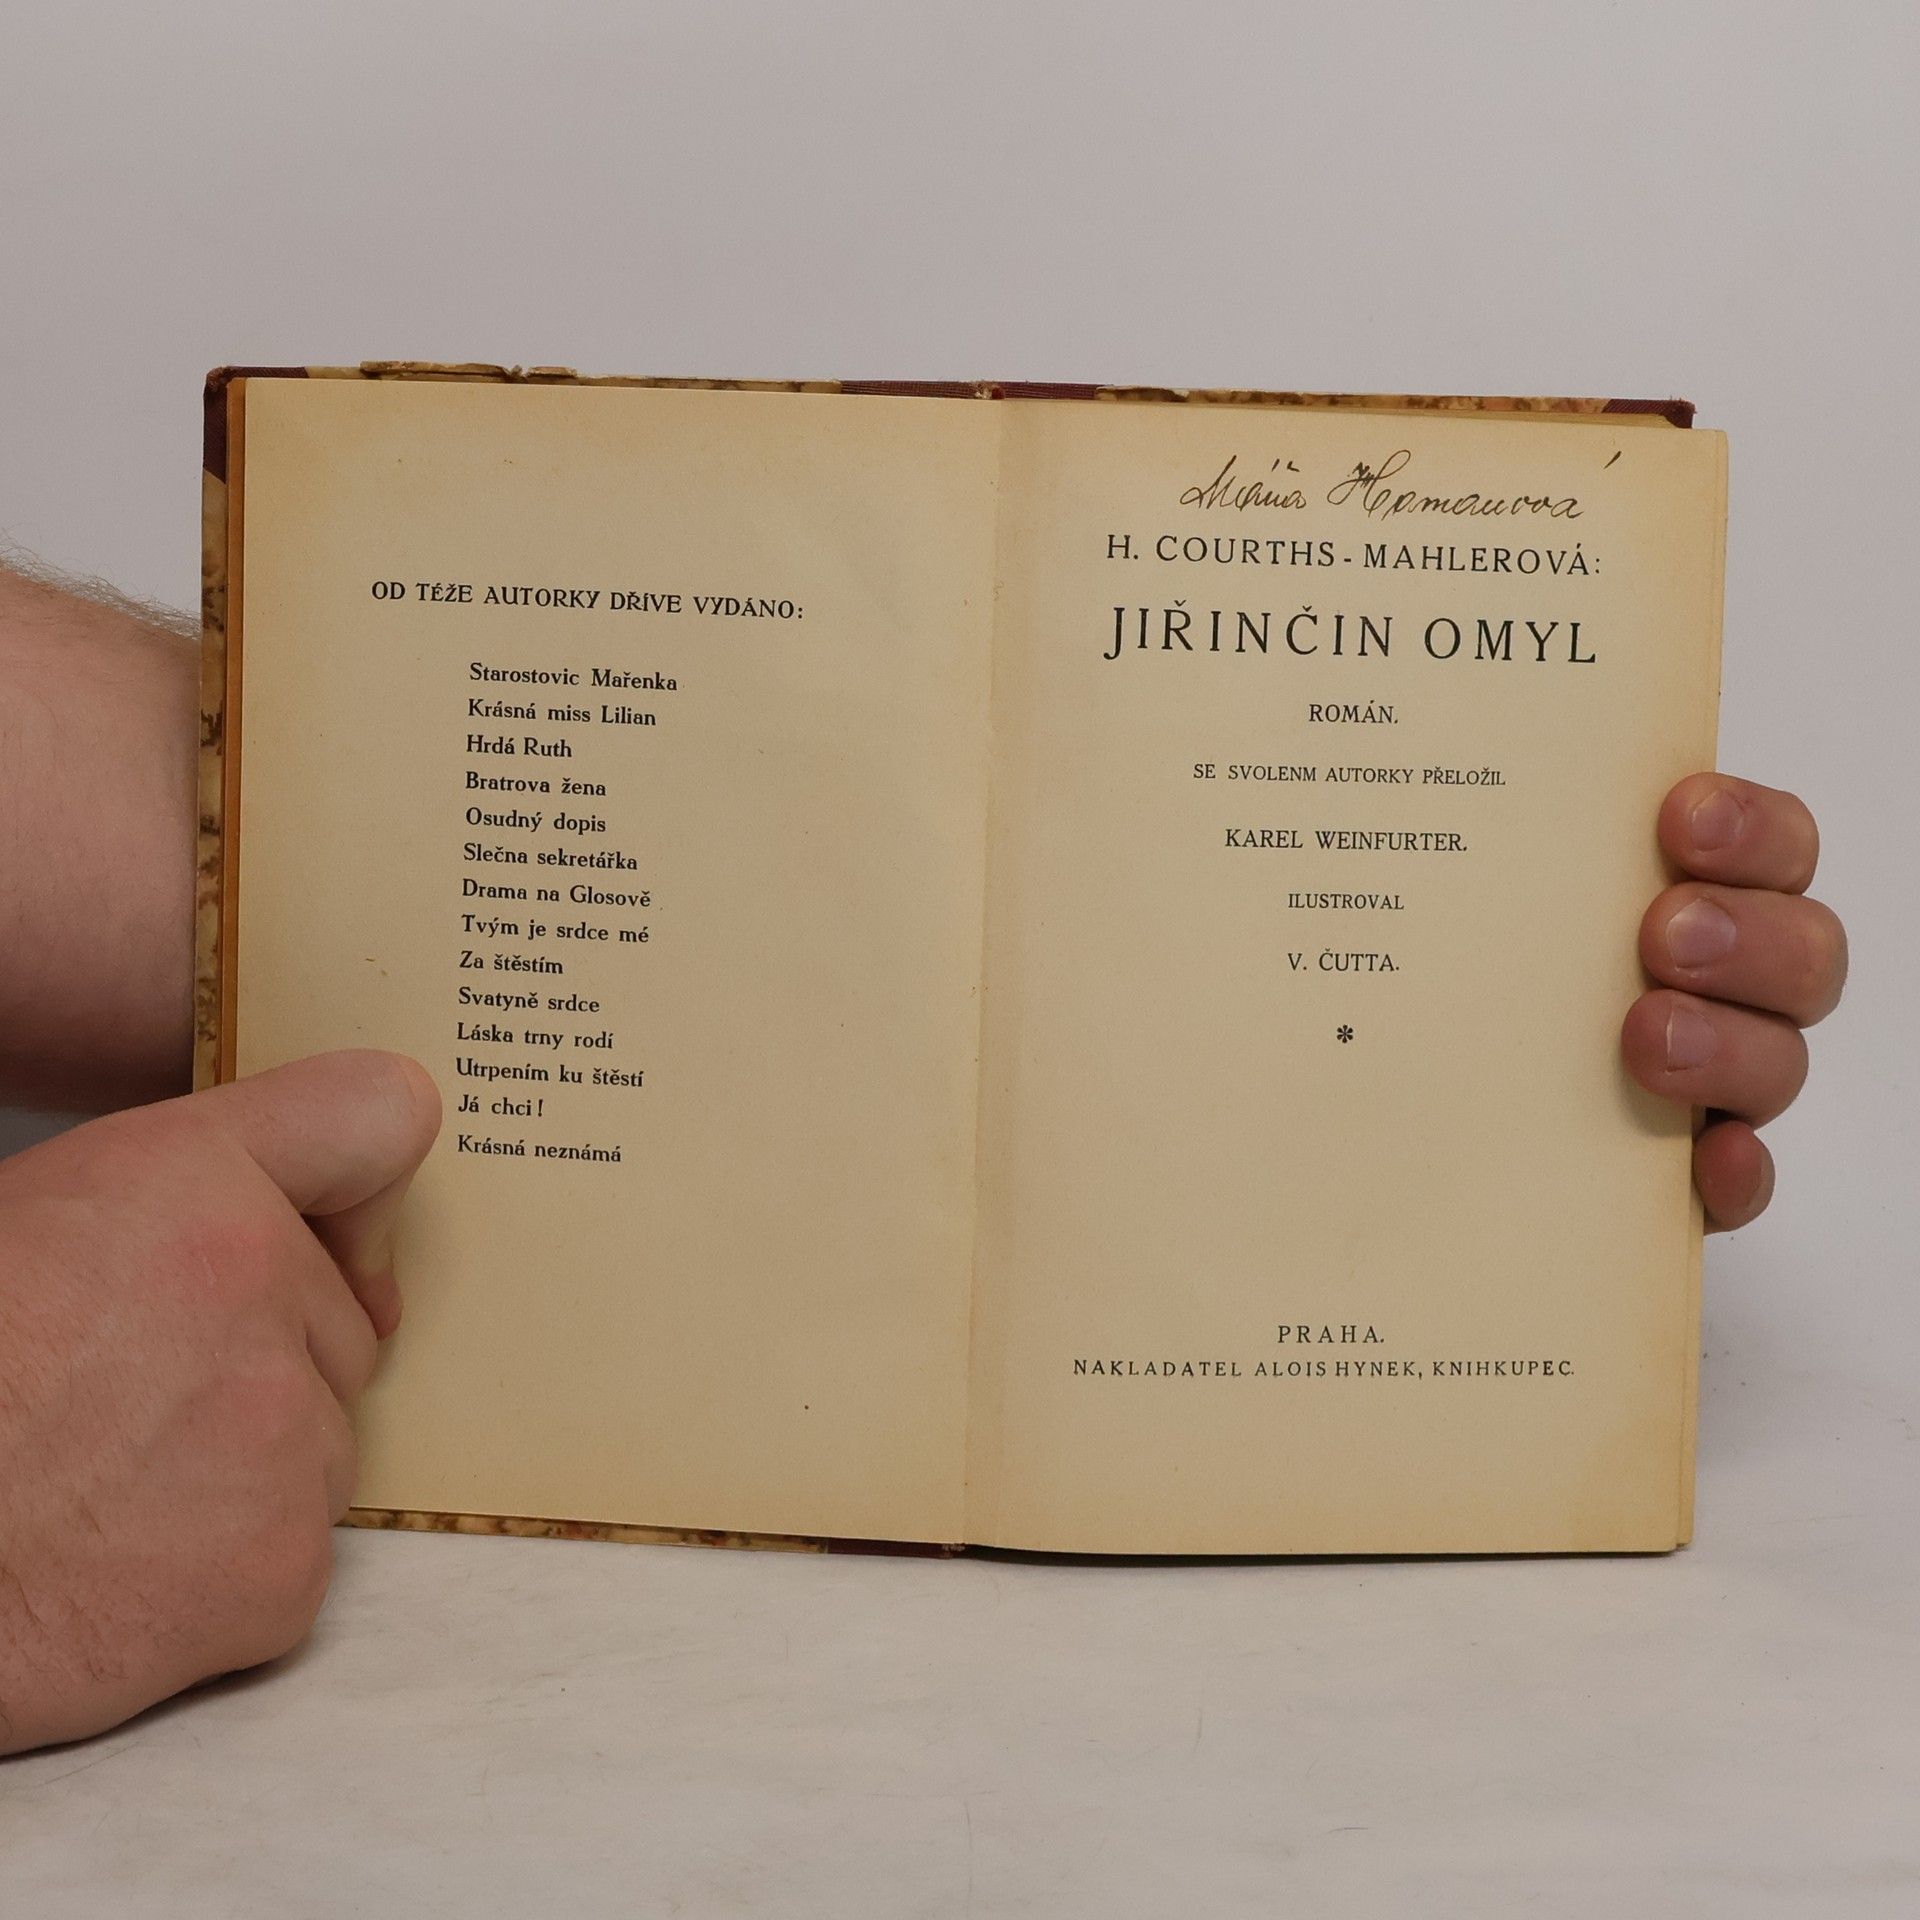 OD TÉŽE AUTORKY DŘÍVE VYDÁNO:
Starostovic Mařenka
Krásná miss Lilian
Hrdá Ruth
Bratrova žena
Osudný dopis
Slečna sekretářka
Drama na Glosově
Tvým je srdce mé
Za štěstím
Svatyně srdce
Láska trny rodí
Utrpením ku štěstí
Já chci!
Krásná neznámá
H. COURTHS-MAHLEROVÁ:
JIŘINČIN OMYL
ROMÁN.
SE SVOLENM AUTORKY PŘELOŽIL
KAREL WEINFURTER.
ILUSTROVAL
V. ČUTTA.
*
PRAHA.
NAKLADATEL ALOIS HYNEK, KNIHKUPEC.